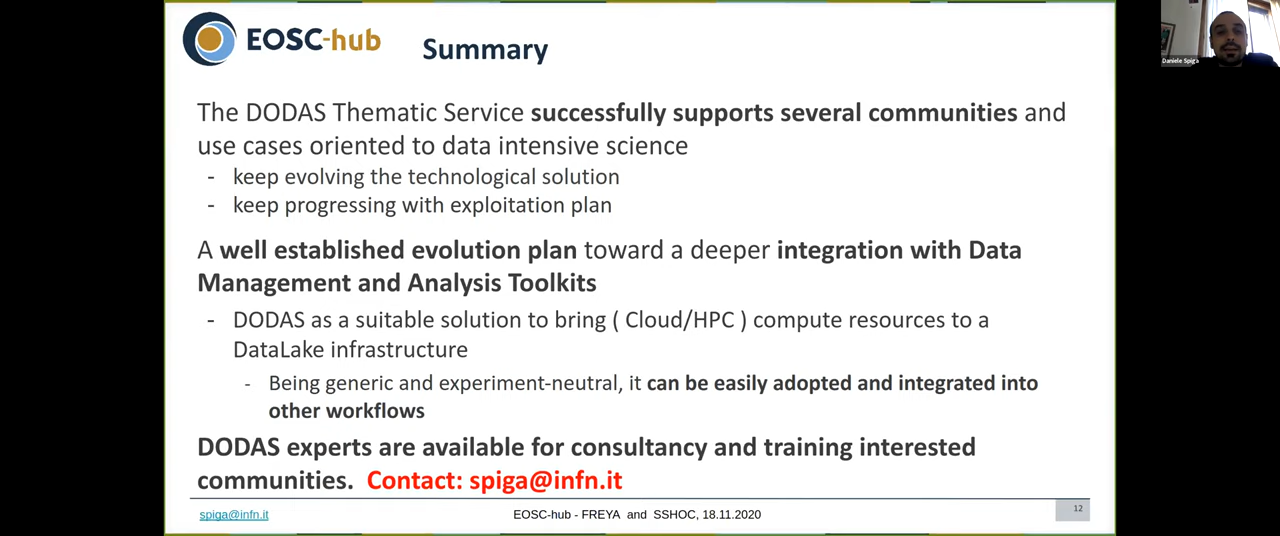 EOSC-hub
Summary
Daniele Spiga
The DODAS Thematic Service successfully supports several communities and
use cases oriented to data intensive science
- keep evolving the technological solution
- keep progressing with exploitation plan
A well established evolution plan toward a deeper integration with Data
Management and Analysis Toolkits
- DODAS as a suitable solution to bring ( Cloud/HPC ) compute resources to a
DataLake infrastructure
- Being generic and experiment-neutral, it can be easily adopted and integrated into
other workflows
DODAS experts are available for consultancy and training interested
communities. Contact: spiga@infn.it
spiga@infn.it
EOSC-hub - FREYA and SSHOC, 18.11.2020
12